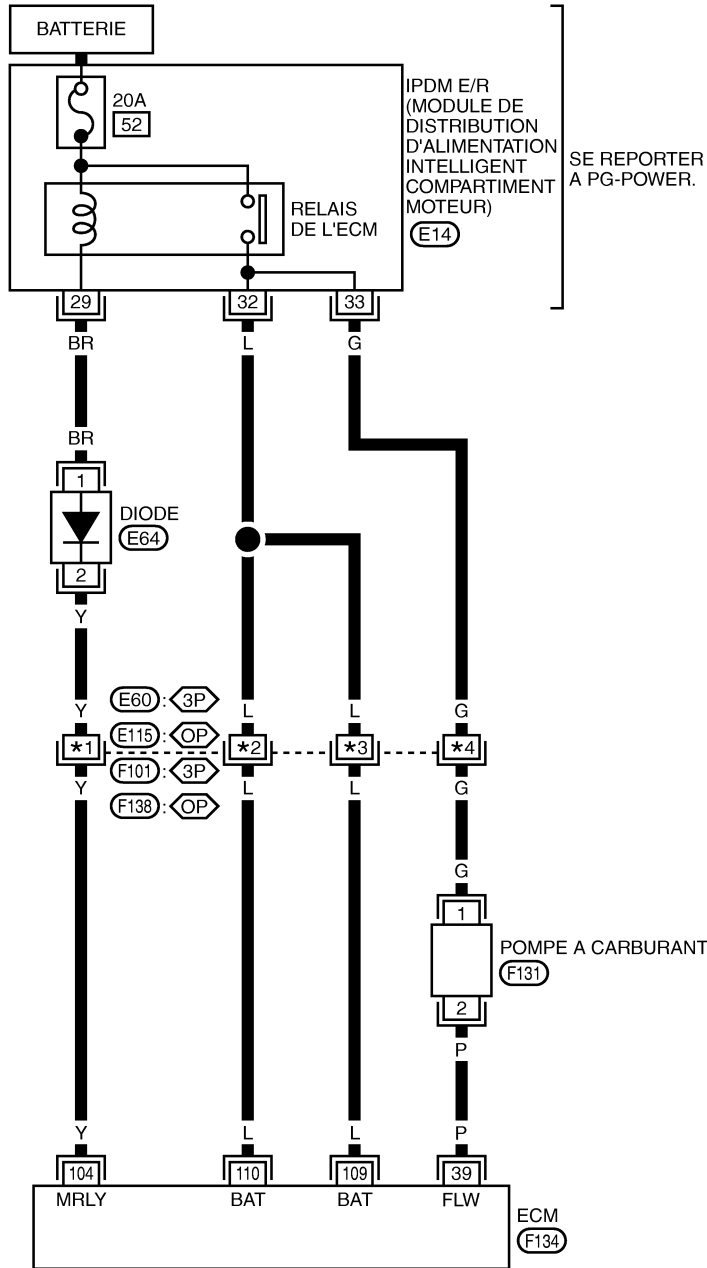 BATTERIE
20A
52
IPDM E/R
(MODULE DE
DISTRIBUTION
D'ALIMENTATION
INTELLIGENT
COMPARTIMENT
MOTEUR)
E14
SE REPORTER
A PG-POWER.
RELAIS
DE L'ECM
29
32
33
BR
L
G
BR
1
DIODE
E64
2
Y
Y
E60 : 3P
L
L
G
*1
E115 : OP
*2
*3
*4
Y
F101 : 3P
L
L
G
F138 : OP
G
1
POMPE A CARBURANT
F131
2
P
Y
L
L
P
104
110
109
39
MRLY
BAT
BAT
FLW
ECM
F134